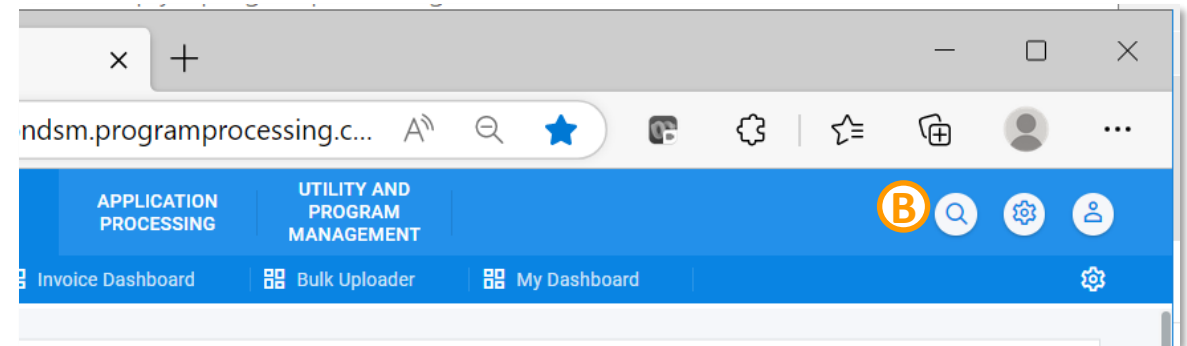 ndsm.programprocessing.c...
APPLICATION
PROCESSING
UTILITY AND
PROGRAM
MANAGEMENT
B
Invoice Dashboard
Bulk Uploader
My Dashboard